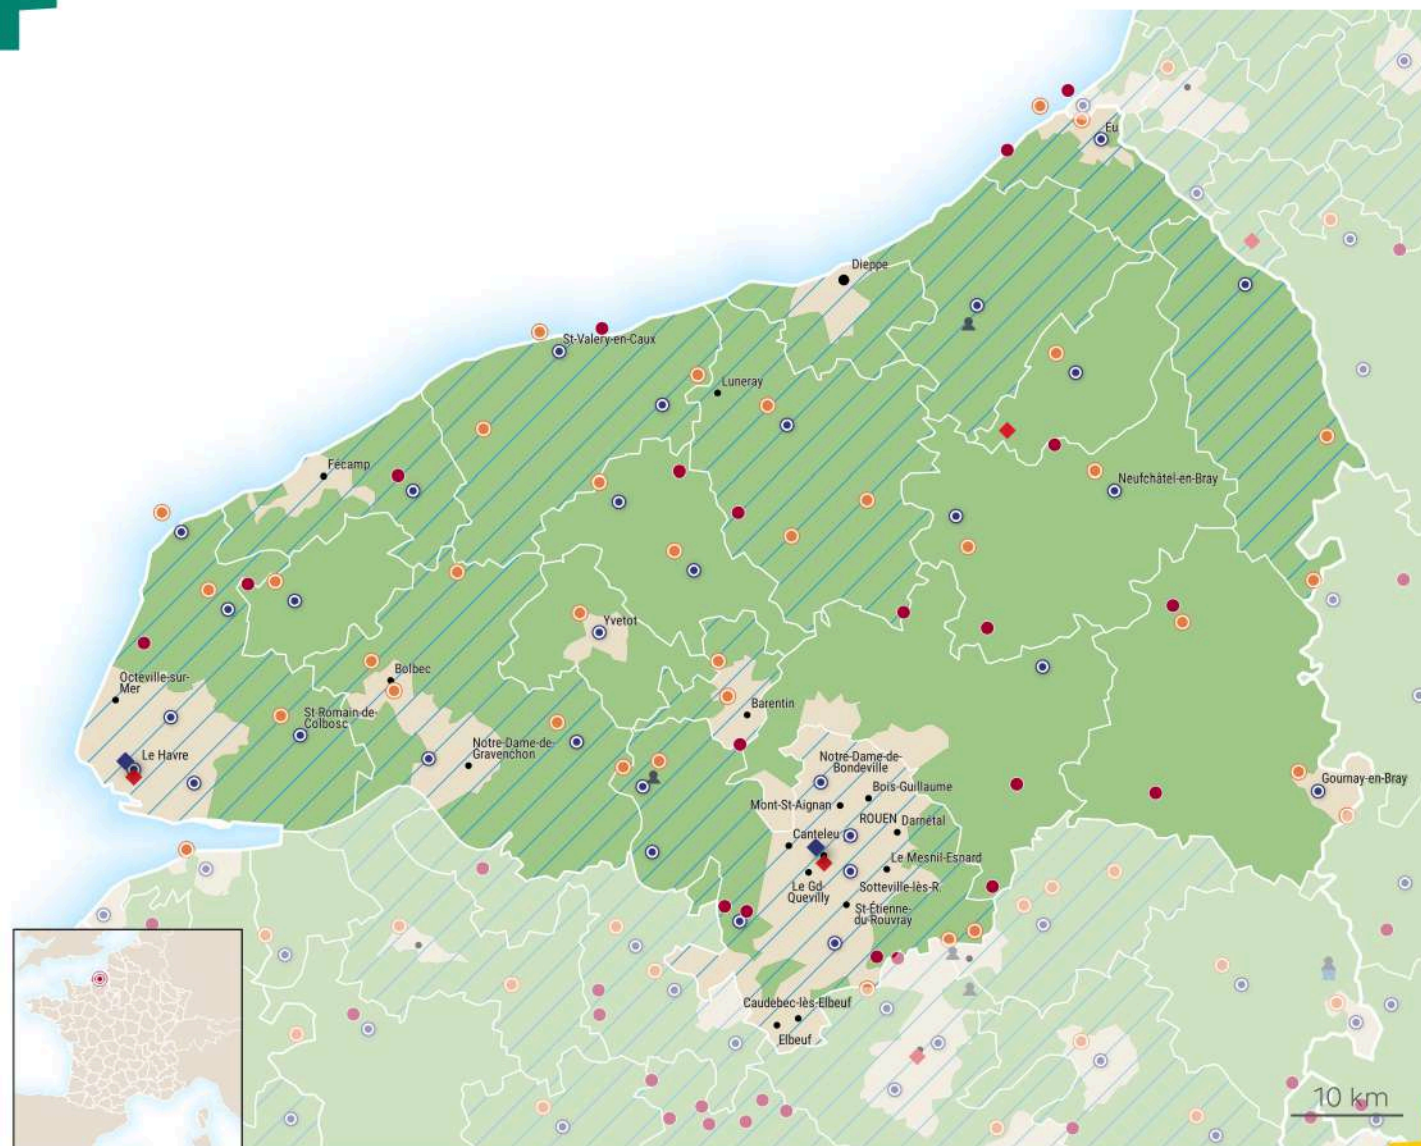 Eu
Dieppe
St-Valery-en-Caux
Luneray
Fécamp
Neufchâtel-en-Bray
Yvetot
Octeville-sur-
Mer
Bolbec
St-Romain-de-
Colbosc
Barentin
Le Havre
Notre-Dame-de-
Gravenchon
Notre-Dame-de-
Bondeville
Gournay-en-Bray
Bois-Guillaume
Mont-St-Aignan
ROUEN
Darnétal
Canteleu
Le Mesnil-Esnard
Le Gd-
Quevilly
Sotteville-lès-R.
St-Étienne-
du-Rouvray
Caudebec-lès-Elbeuf
Elbeuf
10 km